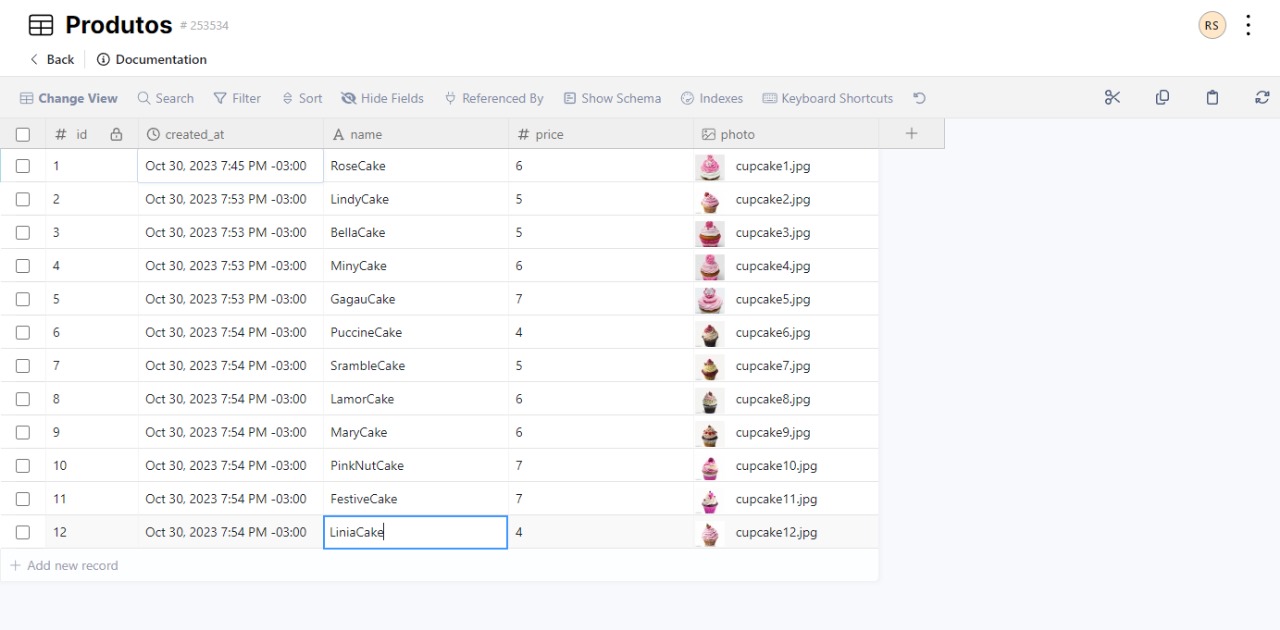 Produtos # 253534 RS
Back Documentation
Change View Search Filter Sort Hide Fields Referenced By Show Schema Indexes Keyboard Shortcuts
# id created_at A name # price photo +
1 Oct 30, 2023 7:45 PM -03:00 RoseCake 6 cupcake1.jpg
2 Oct 30, 2023 7:53 PM -03:00 LindyCake 5 cupcake2.jpg
3 Oct 30, 2023 7:53 PM -03:00 BellaCake 5 cupcake3.jpg
4 Oct 30, 2023 7:53 PM -03:00 MinyCake 6 cupcake4.jpg
5 Oct 30, 2023 7:53 PM -03:00 GagauCake 7 cupcake5.jpg
6 Oct 30, 2023 7:54 PM -03:00 PuccineCake 4 cupcake6.jpg
7 Oct 30, 2023 7:54 PM -03:00 SrambleCake 5 cupcake7.jpg
8 Oct 30, 2023 7:54 PM -03:00 LamorCake 6 cupcake8.jpg
9 Oct 30, 2023 7:54 PM -03:00 MaryCake 6 cupcake9.jpg
10 Oct 30, 2023 7:54 PM -03:00 PinkNutCake 7 cupcake10.jpg
11 Oct 30, 2023 7:54 PM -03:00 FestiveCake 7 cupcake11.jpg
12 Oct 30, 2023 7:54 PM -03:00 LiniaCake 4 cupcake12.jpg
+ Add new record